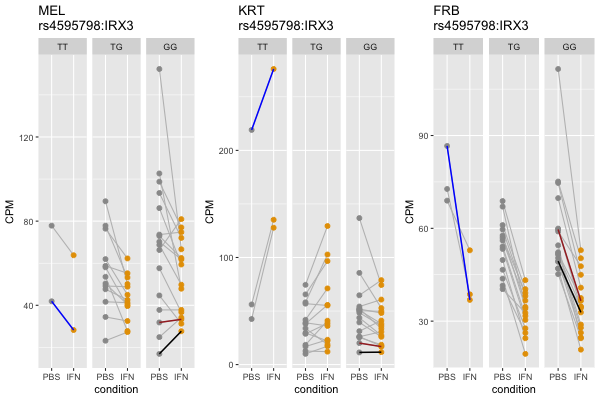 MEL
rs4595798:IRX3
TT TG GG
CPM
120
80
40
PBS IFN PBS IFN PBS IFN
condition
KRT
rs4595798:IRX3
TT TG GG
CPM
200
100
0
PBS IFN PBS IFN PBS IFN
condition
FRB
rs4595798:IRX3
TT TG GG
CPM
90
60
30
PBS IFN PBS IFN PBS IFN
condition